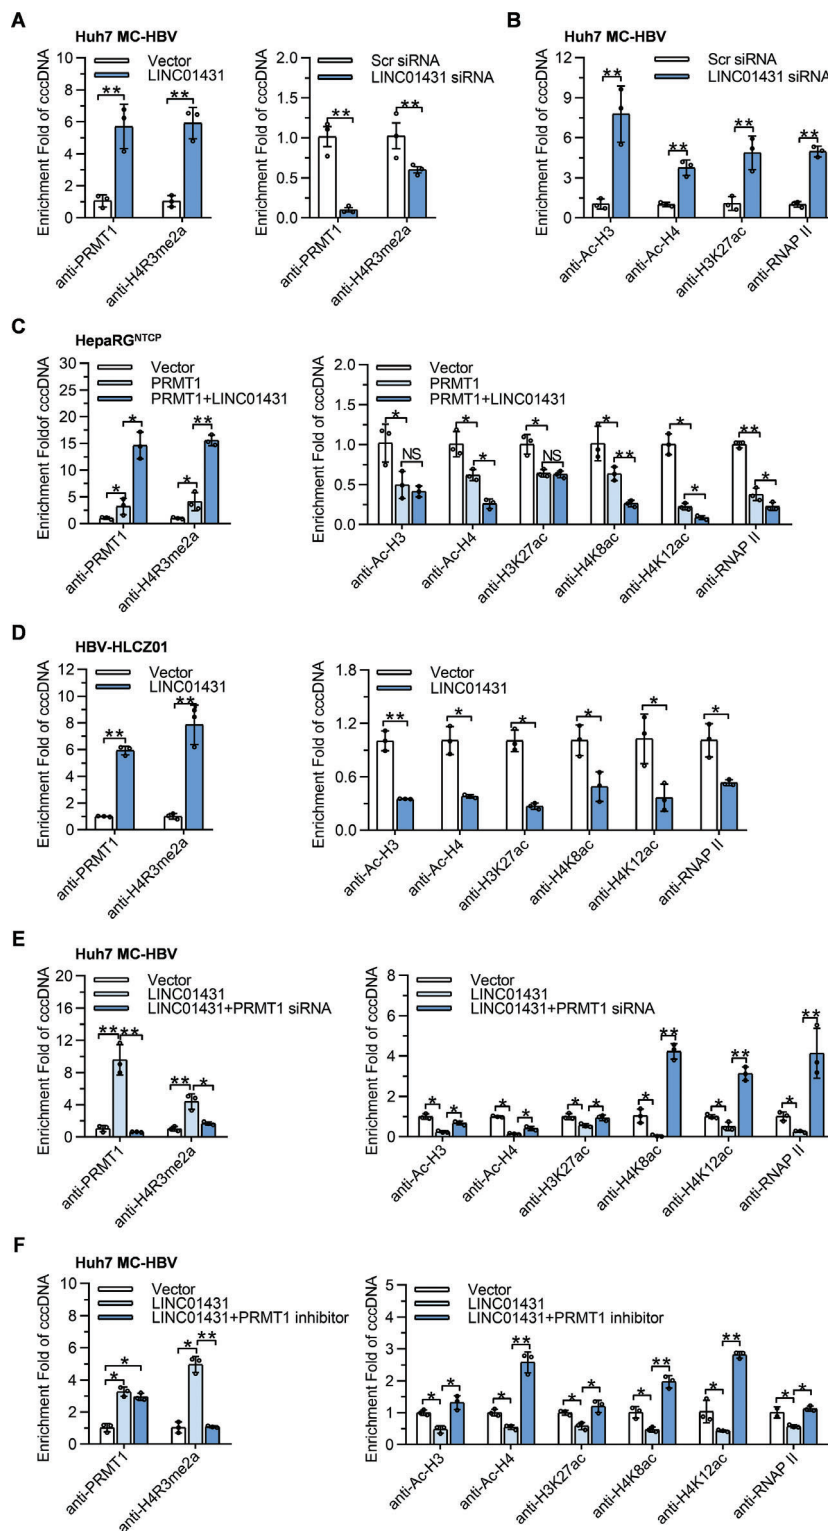 A
Huh7 MC-HBV
Enrichment Fold of cccDNA
10
8
6
4
2
0
Vector
LINC01431
**
**
anti-PRMT1
anti-H4R3me2a
Enrichment Fold of cccDNA
2.0
1.5
1.0
0.5
0.0
Scr siRNA
LINC01431 siRNA
**
**
anti-PRMT1
anti-H4R3me2a
B
Huh7 MC-HBV
Enrichment Fold of cccDNA
12
9
6
3
0
Scr siRNA
LINC01431 siRNA
**
**
**
**
anti-Ac-H3
anti-Ac-H4
anti-H3K27ac
anti-RNAP II
C
HepaRGNTCP
Enrichment Foldof cccDNA
30
25
20
15
10
5
0
Vector
PRMT1
PRMT1+LINC01431
*
*
*
**
anti-PRMT1
anti-H4R3me2a
Enrichment Fold of cccDNA
2.0
1.5
1.0
0.5
0.0
Vector
PRMT1
PRMT1+LINC01431
*
NS
*
*
*
NS
*
**
*
*
**
*
anti-Ac-H3
anti-Ac-H4
anti-H3K27ac
anti-H4K8ac
anti-H4K12ac
anti-RNAP II
D
HBV-HLCZ01
Enrichment Fold of cccDNA
12
10
8
6
4
2
0
Vector
LINC01431
**
**
anti-PRMT1
anti-H4R3me2a
Enrichment Fold of cccDNA
1.8
1.2
0.6
0.0
Vector
LINC01431
**
*
*
*
*
*
anti-Ac-H3
anti-Ac-H4
anti-H3K27ac
anti-H4K8ac
anti-H4K12ac
anti-RNAP II
E
Huh7 MC-HBV
Enrichment Fold of cccDNA
20
16
12
8
4
0
Vector
LINC01431
LINC01431+PRMT1 siRNA
**
**
**
*
anti-PRMT1
anti-H4R3me2a
Enrichment Fold of cccDNA
8
6
4
2
0
Vector
LINC01431
LINC01431+PRMT1 siRNA
*
*
*
*
*
*
*
**
*
**
*
**
anti-Ac-H3
anti-Ac-H4
anti-H3K27ac
anti-H4K8ac
anti-H4K12ac
anti-RNAP II
F
Huh7 MC-HBV
Enrichment Fold of cccDNA
10
8
6
4
2
0
Vector
LINC01431
LINC01431+PRMT1 inhibitor
*
*
*
**
anti-PRMT1
anti-H4R3me2a
Enrichment Fold of cccDNA
5
4
3
2
1
0
Vector
LINC01431
LINC01431+PRMT1 inhibitor
*
*
*
**
*
*
*
**
*
**
*
*
anti-Ac-H3
anti-Ac-H4
anti-H3K27ac
anti-H4K8ac
anti-H4K12ac
anti-RNAP II